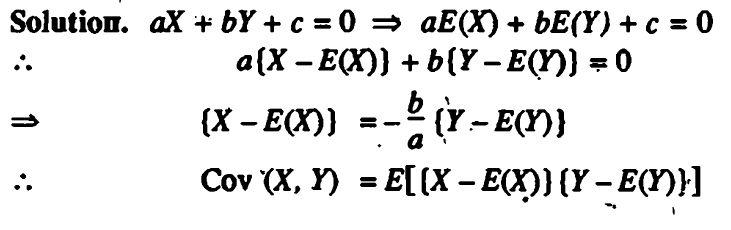 Solution. aX + bY + c = 0 ⇒ aE(X) + bE(Y) + c = 0
∴ a{X – E(X)} + b{Y – E(Y)} = 0
⇒ {X – E(X)} = – b/a {Y – E(Y)}
∴ Cov (X, Y) = E[{X – E(X)} {Y – E(Y)}]